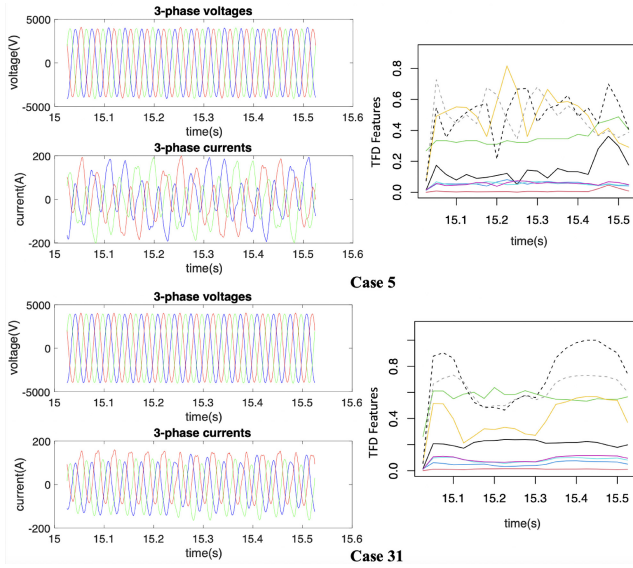 3-phase voltages
voltage(V)
5000
0
-5000
15 15.1 15.2 15.3 15.4 15.5 15.6
time(s)
3-phase currents
current(A)
200
0
-200
15 15.1 15.2 15.3 15.4 15.5 15.6
time(s)
TFD Features
0.8
0.6
0.4
0.2
0.0
15.1 15.2 15.3 15.4 15.5
time(s)
Case 5
3-phase voltages
voltage(V)
5000
0
-5000
15 15.1 15.2 15.3 15.4 15.5 15.6
time(s)
3-phase currents
current(A)
200
0
-200
15 15.1 15.2 15.3 15.4 15.5 15.6
time(s)
TFD Features
0.8
0.4
0.0
15.1 15.2 15.3 15.4 15.5
time(s)
Case 31